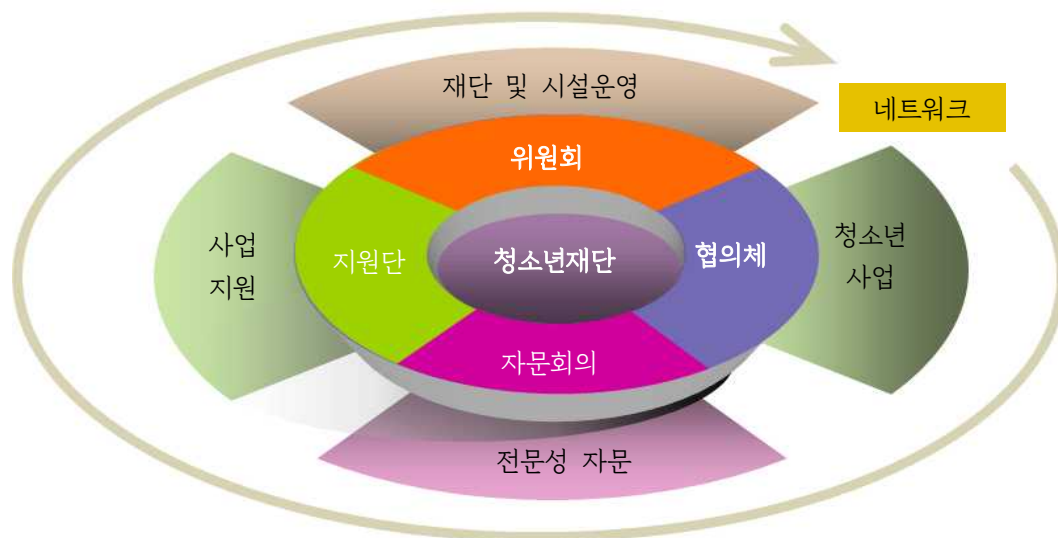 재단 및 시설운영
네트워크
위원회
사업
지원
지원단
청소년재단
협의체
청소년
사업
자문회의
전문성 자문